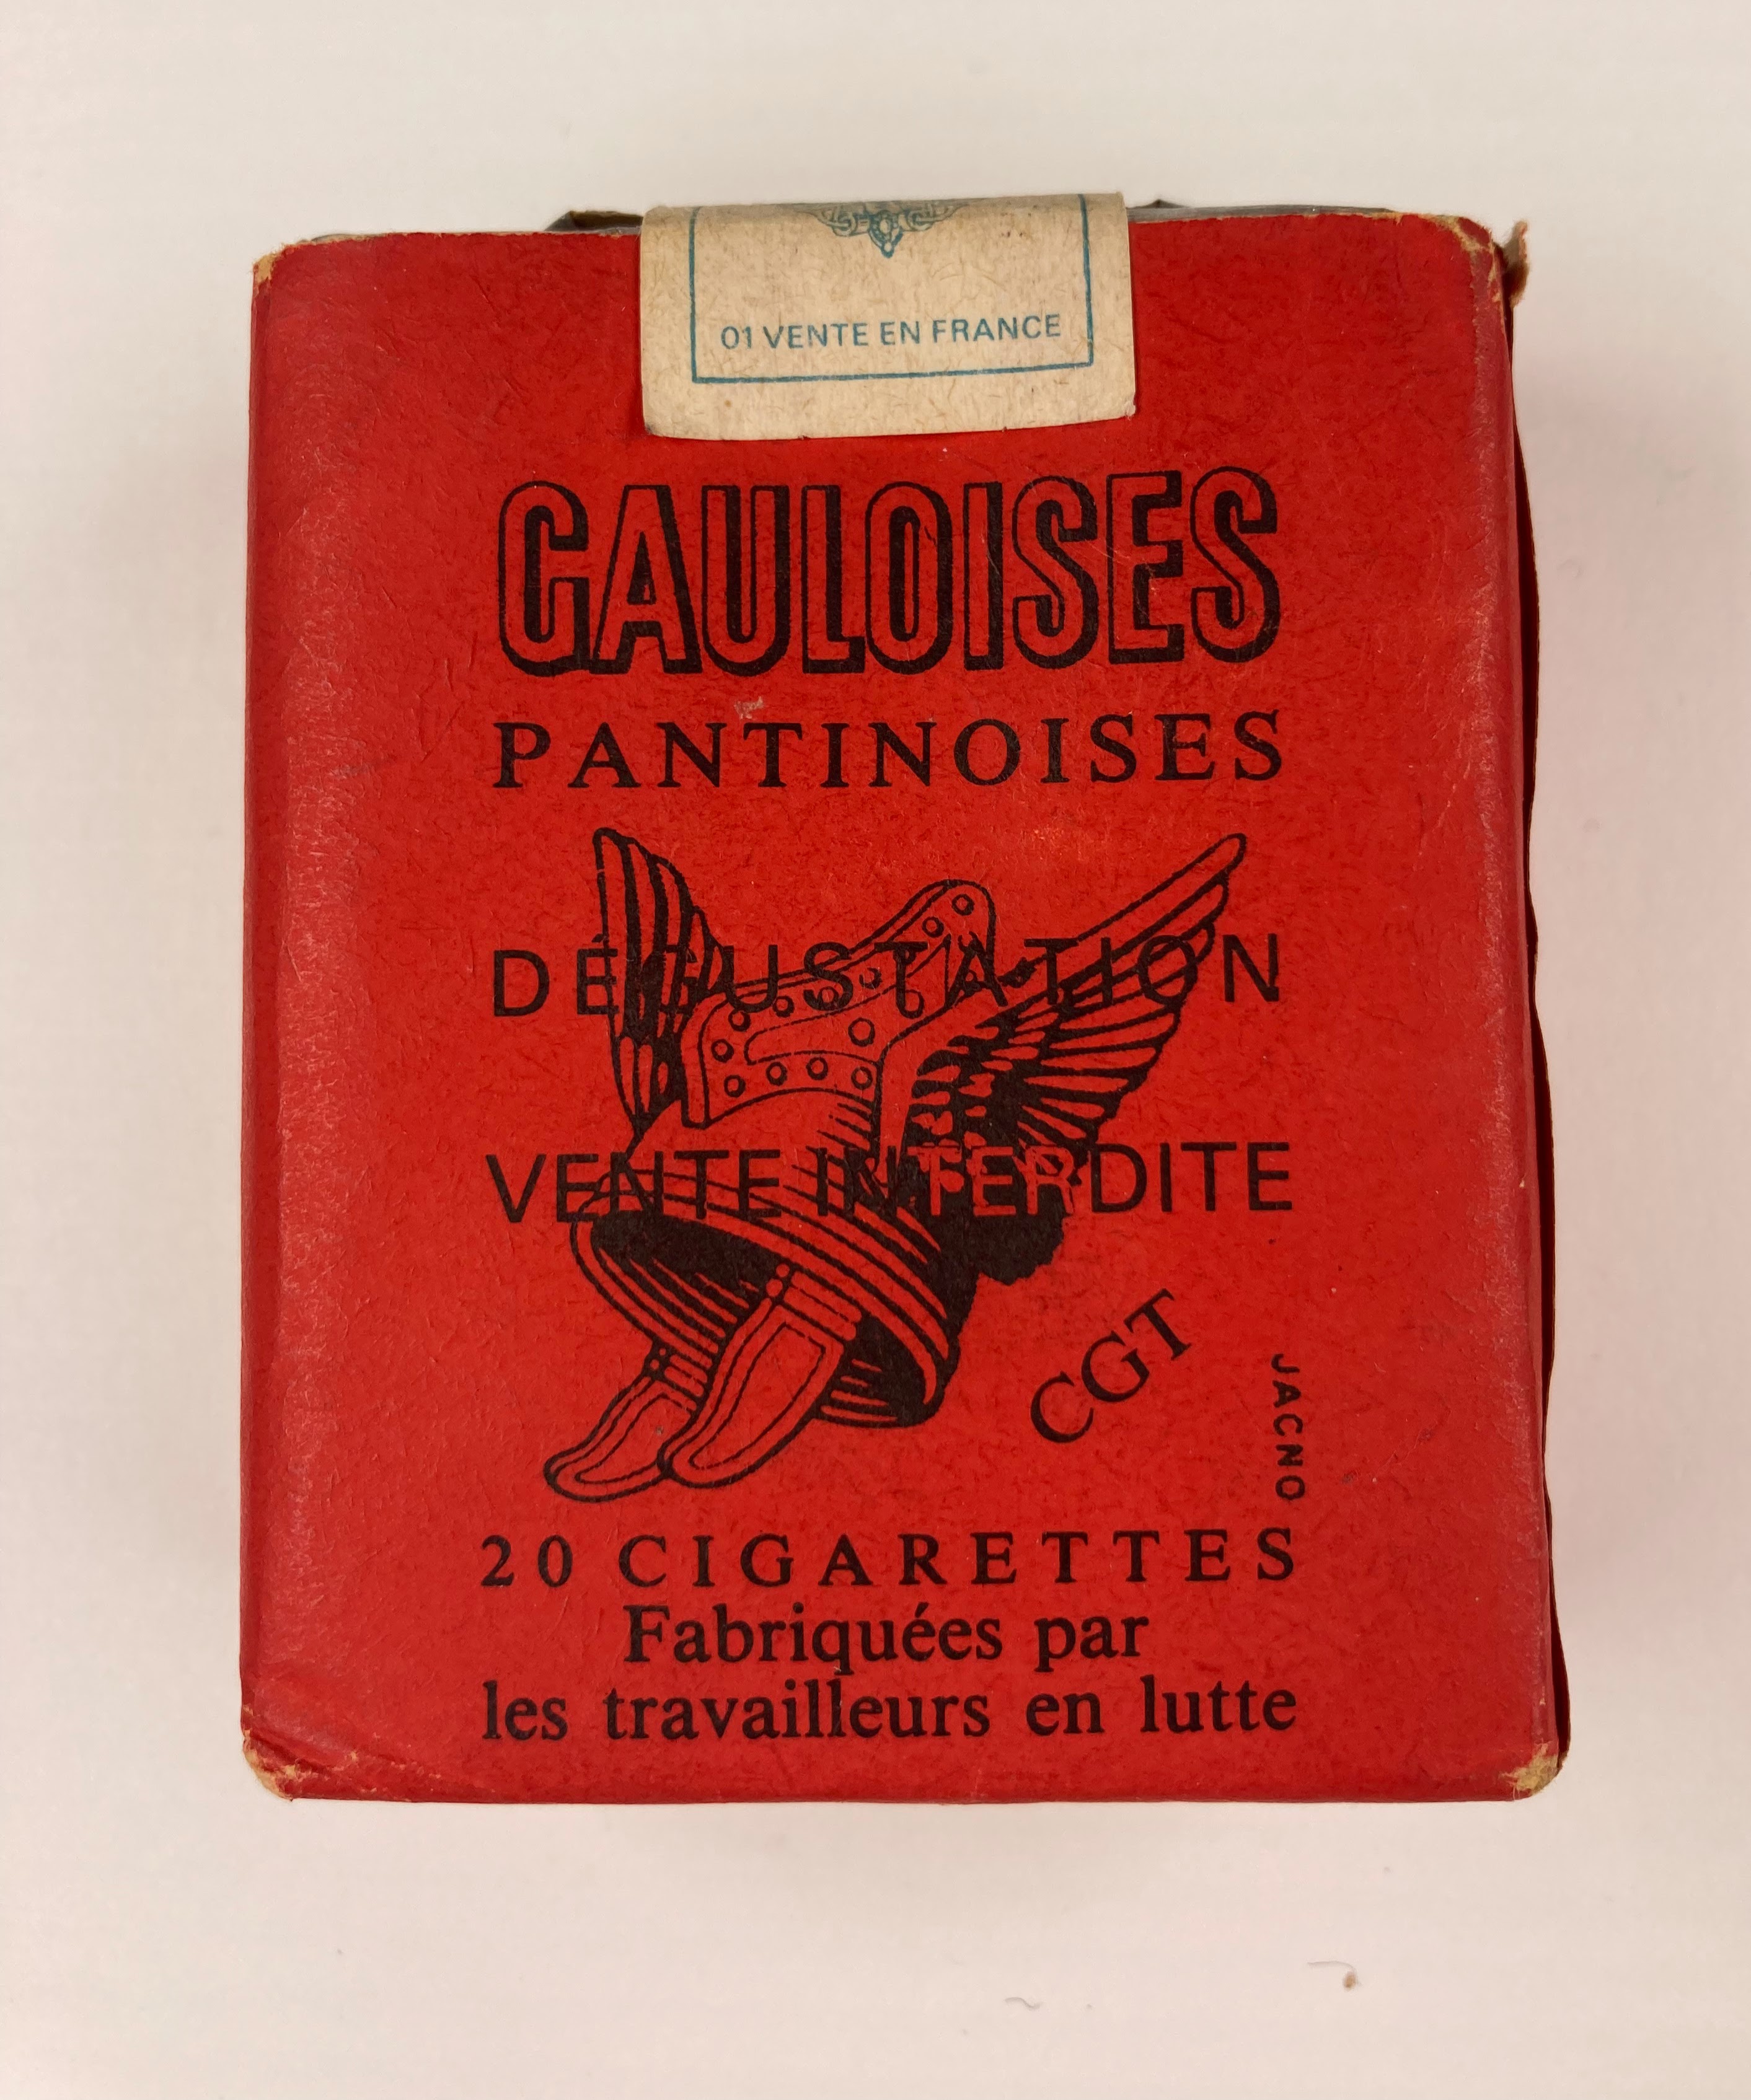 01 VENTE EN FRANCE
GAULOISES
PANTINOISES
DÉGUSTATION
VENTE INTERDITE
CGT
JACNO
20 CIGARETTES
Fabriquées par
les travailleurs en lutte